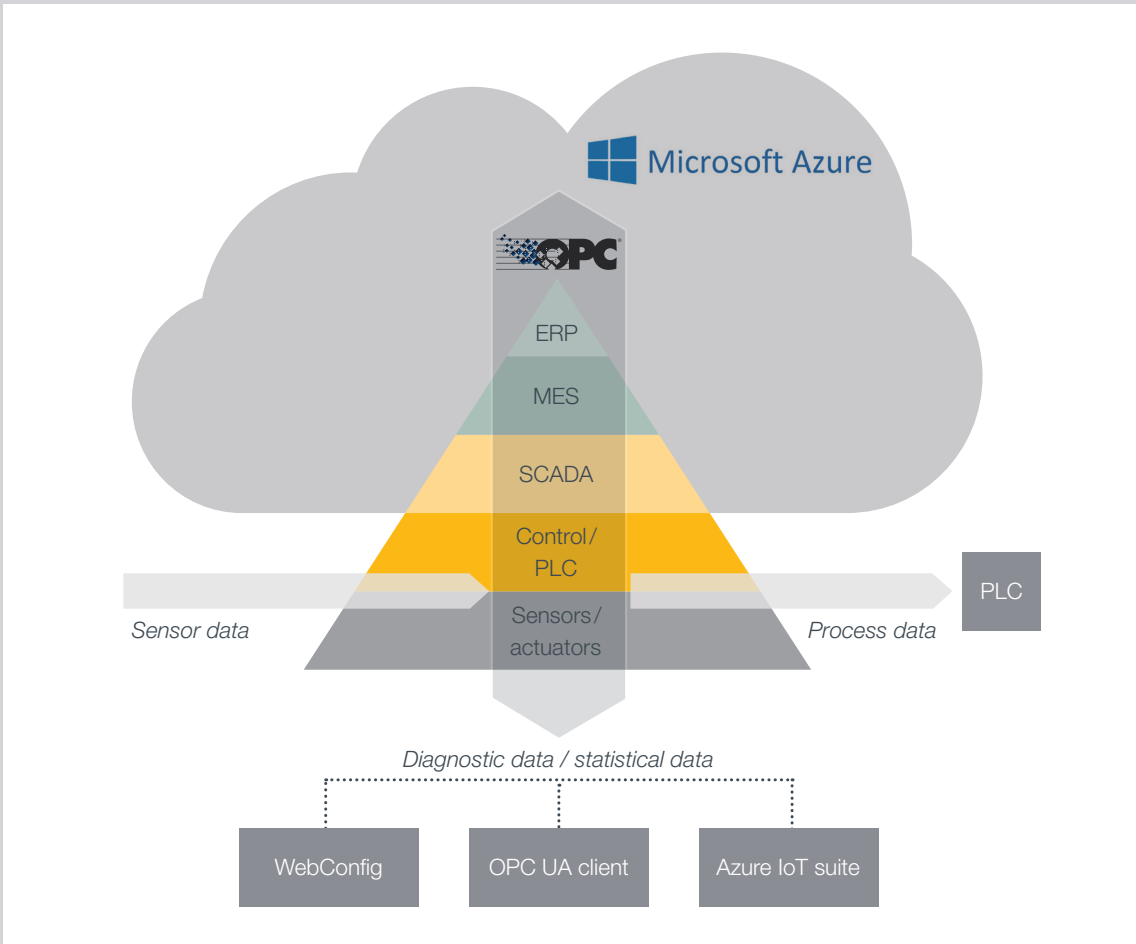 Microsoft Azure
OPC
ERP
MES
SCADA
Control/
PLC
Sensors/
actuators
Sensor data
Process data
PLC
Diagnostic data / statistical data
WebConfig
OPC UA client
Azure IoT suite